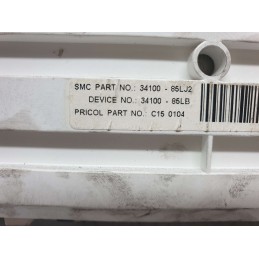 SMC PART NO.: 34100 - 85LJ2
DEVICE NO.: 34100 - 85LB
PRICOL PART NO.: C15 0104